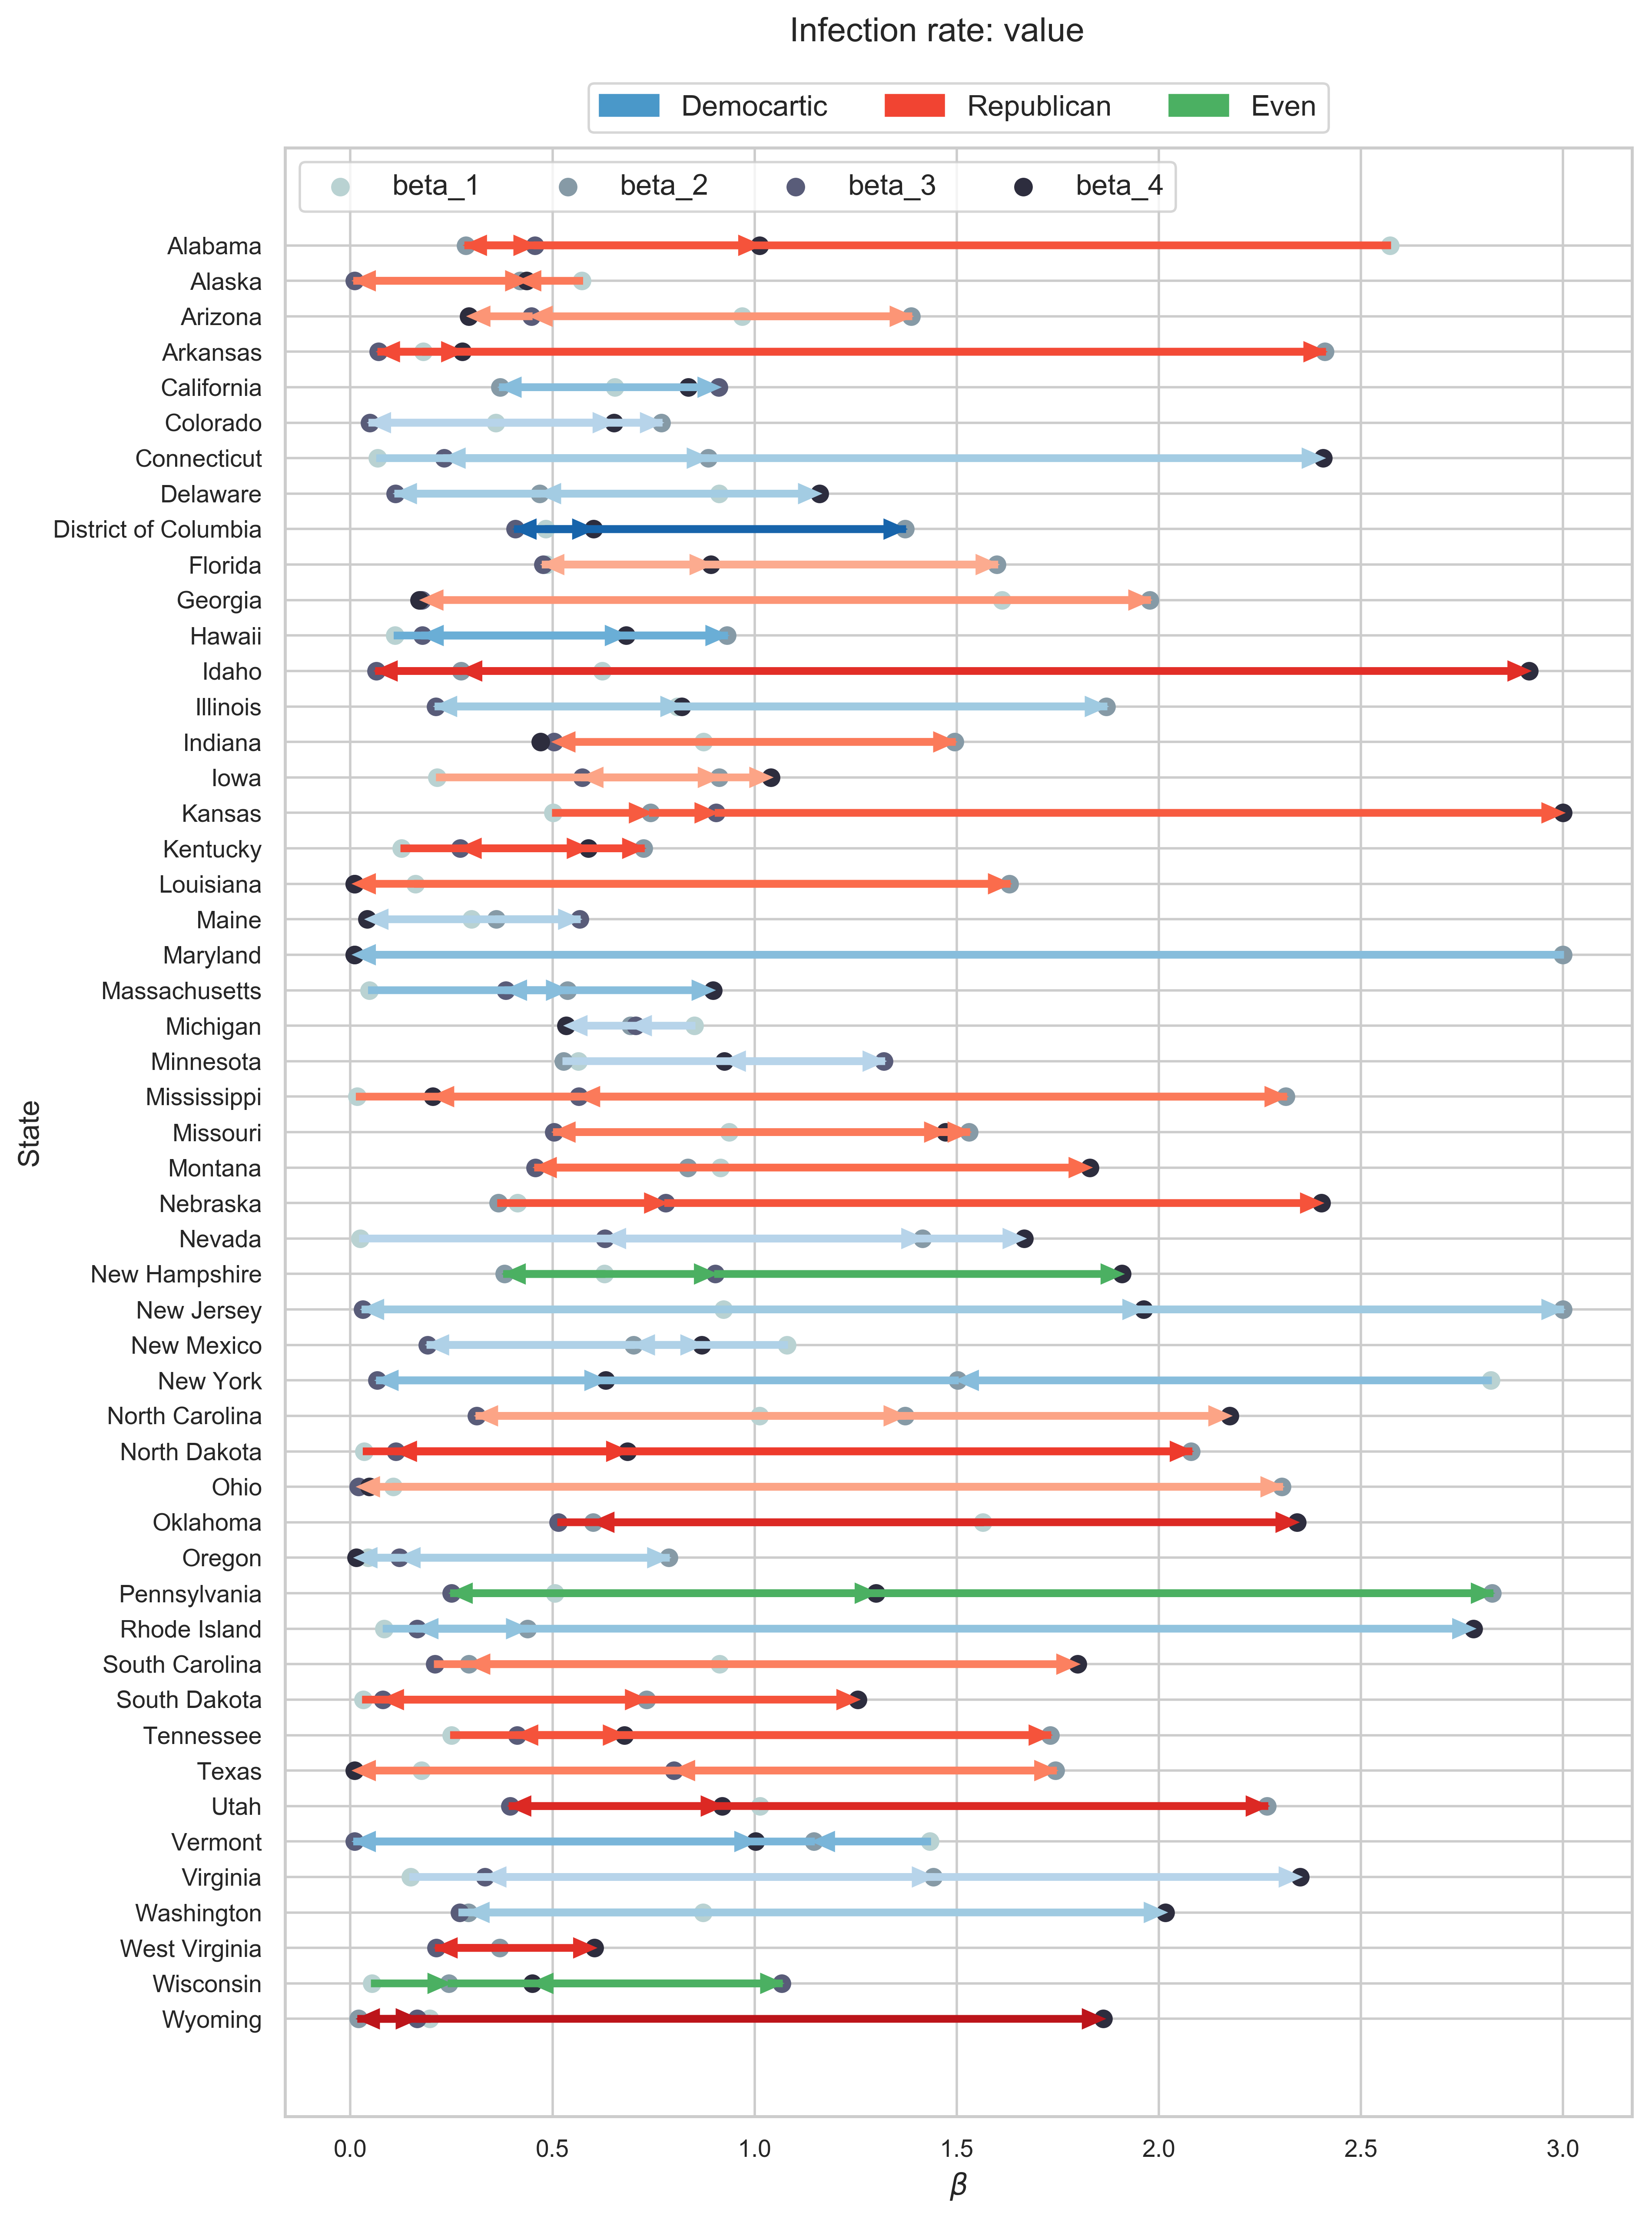 Infection rate: value
Democartic Republican Even
beta_1 beta_2 beta_3 beta_4
Alabama
Alaska
Arizona
Arkansas
California
Colorado
Connecticut
Delaware
District of Columbia
Florida
Georgia
Hawaii
Idaho
Illinois
Indiana
Iowa
Kansas
Kentucky
Louisiana
Maine
Maryland
Massachusetts
Michigan
Minnesota
Mississippi
Missouri
Montana
Nebraska
Nevada
New Hampshire
New Jersey
New Mexico
New York
North Carolina
North Dakota
Ohio
Oklahoma
Oregon
Pennsylvania
Rhode Island
South Carolina
South Dakota
Tennessee
Texas
Utah
Vermont
Virginia
Washington
West Virginia
Wisconsin
Wyoming
State
0.0 0.5 1.0 1.5 2.0 2.5 3.0
β